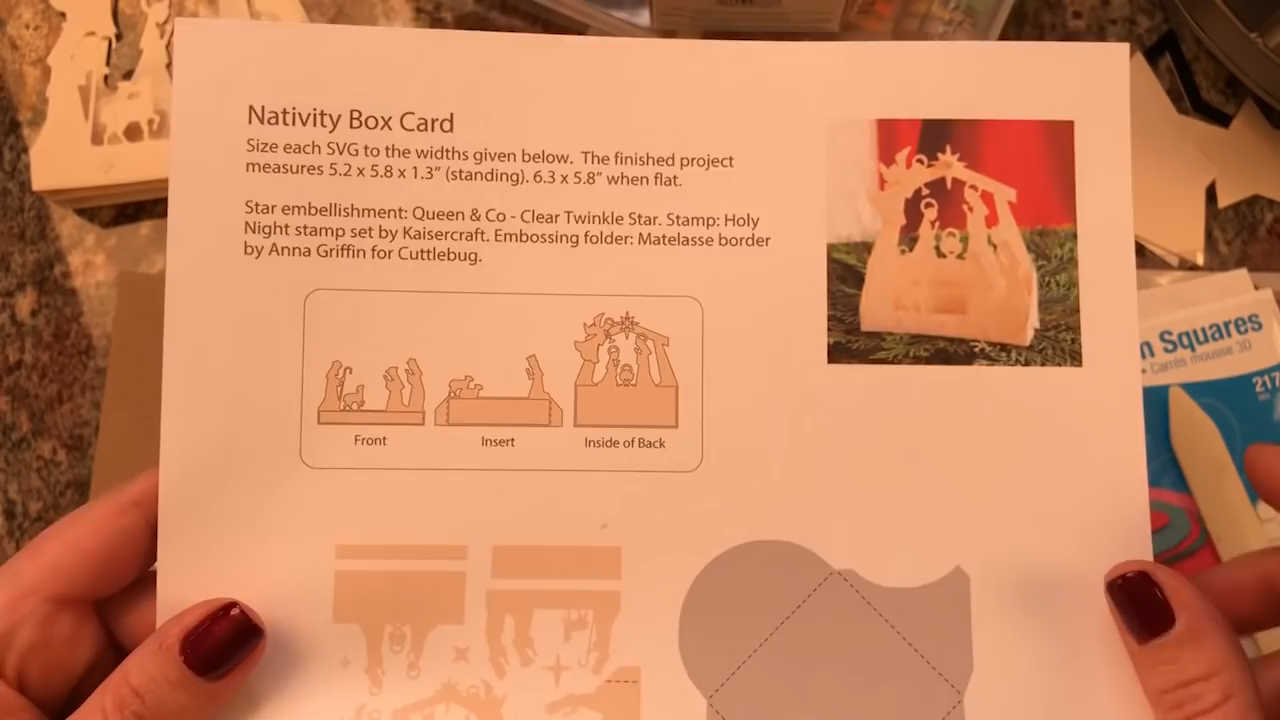 Nativity Box Card
Size each SVG to the widths given below. The finished project
measures 5.2 x 5.8 x 1.3” (standing). 6.3 x 5.8” when flat.
Star embellishment: Queen & Co - Clear Twinkle Star. Stamp: Holy
Night stamp set by Kaisercraft. Embossing folder: Matelasse border
by Anna Griffin for Cuttlebug.
Front
Insert
Inside of Back
Squares
Carrés mousse 3D
217